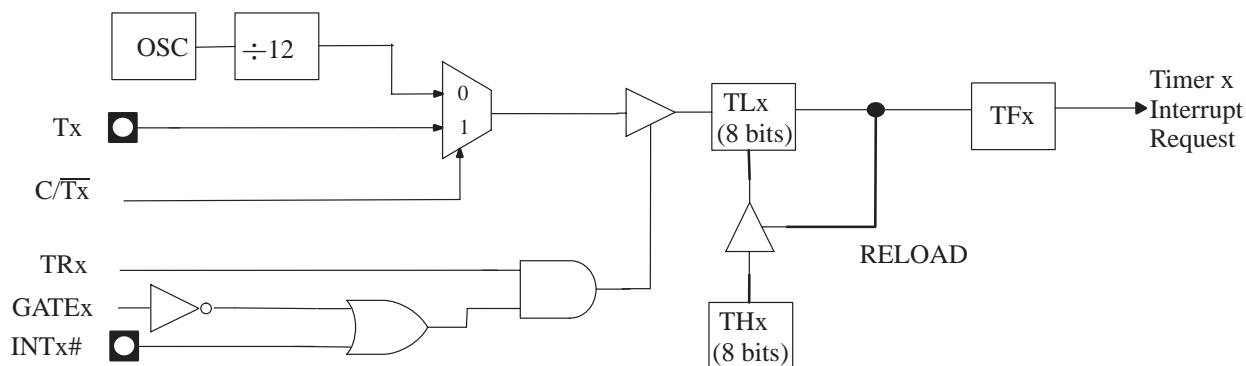 OSC
÷12
0
1
Tx
C/T̅x̅
TRx
GATEx
INTx#
TLx
(8 bits)
THx
(8 bits)
RELOAD
TFx
Timer x
Interrupt
Request